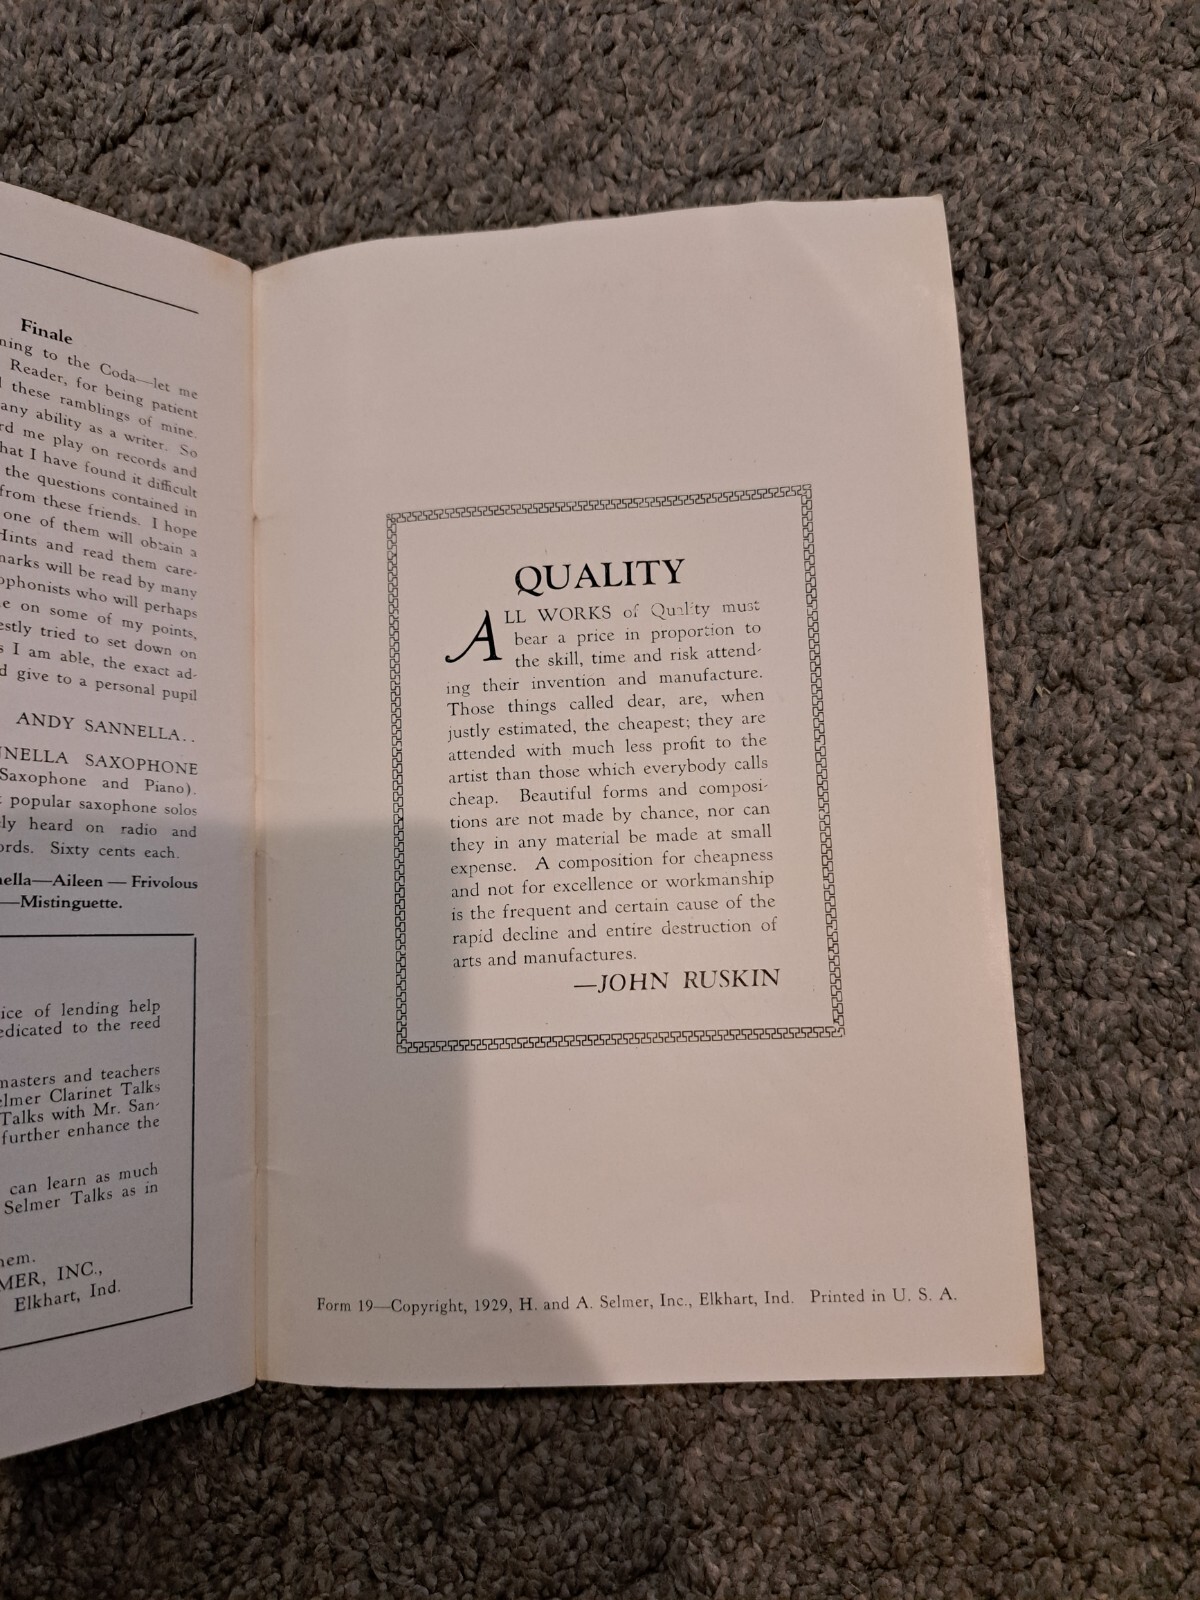 Finale
ning to the Coda—let me
Reader, for being patient
these ramblings of mine.
any ability as a writer. So
rd me play on records and
hat I have found it difficult
the questions contained in
from these friends. I hope
one of them will obtain a
Hints and read them care-
marks will be read by many
ophonists who will perhaps
e on some of my points,
estly tried to set down on
s I am able, the exact ad-
d give to a personal pupil
ANDY SANNELLA..
NNELLA SAXOPHONE
Saxophone and Piano).
popular saxophone solos
ly heard on radio and
ords. Sixty cents each.
nella—Aileen — Frivolous
—Mistinguette.
ice of lending help
edicated to the reed
masters and teachers
elmer Clarinet Talks
Talks with Mr. San-
further enhance the
can learn as much
Selmer Talks as in
hem.
MER, INC.,
Elkhart, Ind.
QUALITY
ALL WORKS of Quality must
bear a price in proportion to
the skill, time and risk attend-
ing their invention and manufacture.
Those things called dear, are, when
justly estimated, the cheapest; they are
attended with much less profit to the
artist than those which everybody calls
cheap. Beautiful forms and composi-
tions are not made by chance, nor can
they in any material be made at small
expense. A composition for cheapness
and not for excellence or workmanship
is the frequent and certain cause of the
rapid decline and entire destruction of
arts and manufactures.
—JOHN RUSKIN
Form 19—Copyright, 1929, H. and A. Selmer, Inc., Elkhart, Ind. Printed in U. S. A.